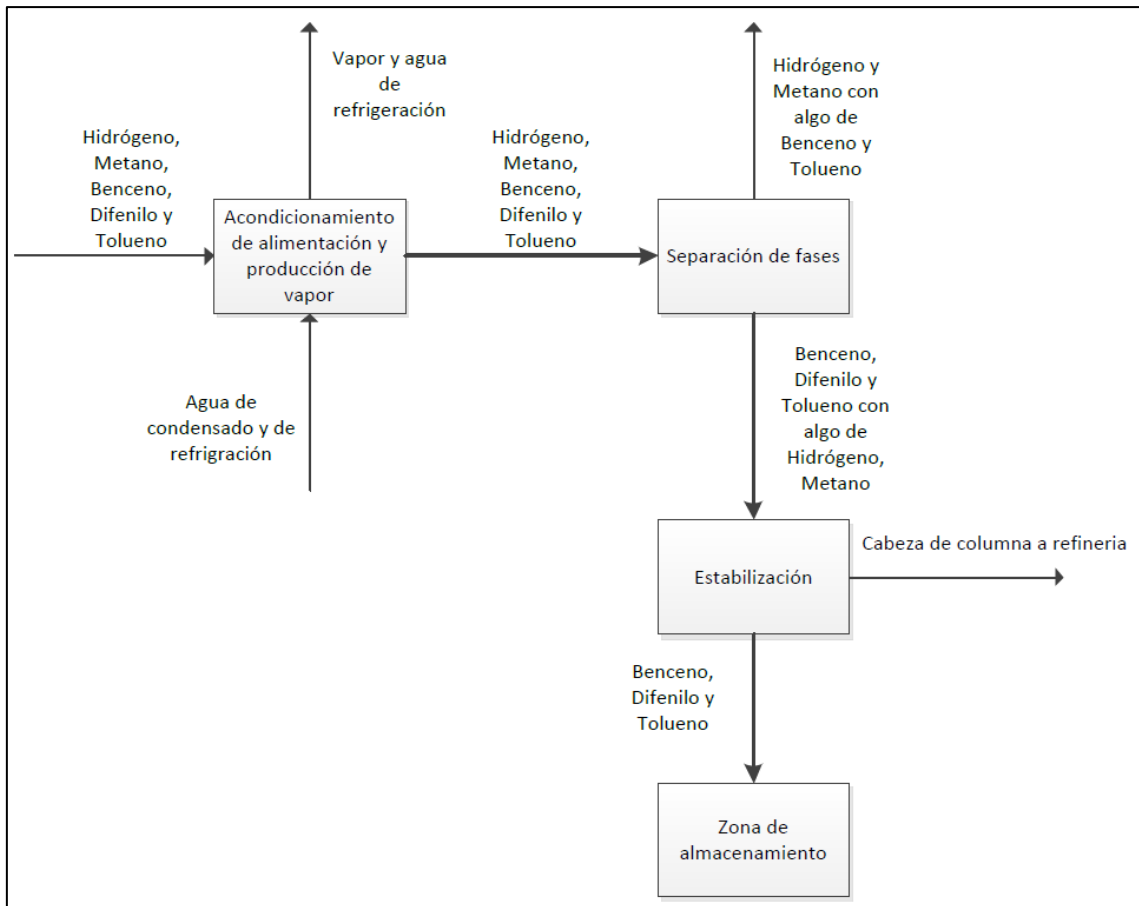 Vapor y agua
de
refrigeración
Hidrógeno y
Metano con
algo de
Benceno y
Tolueno
Hidrógeno,
Metano,
Benceno,
Difenilo y
Tolueno
Hidrógeno,
Metano,
Benceno,
Difenilo y
Tolueno
Acondicionamiento
de alimentación y
producción de
vapor
Separación de fases
Agua de
condensado y de
refrigración
Benceno,
Difenilo y
Tolueno con
algo de
Hidrógeno,
Metano
Estabilización
Cabeza de columna a refineria
Benceno,
Difenilo y
Tolueno
Zona de
almacenamiento